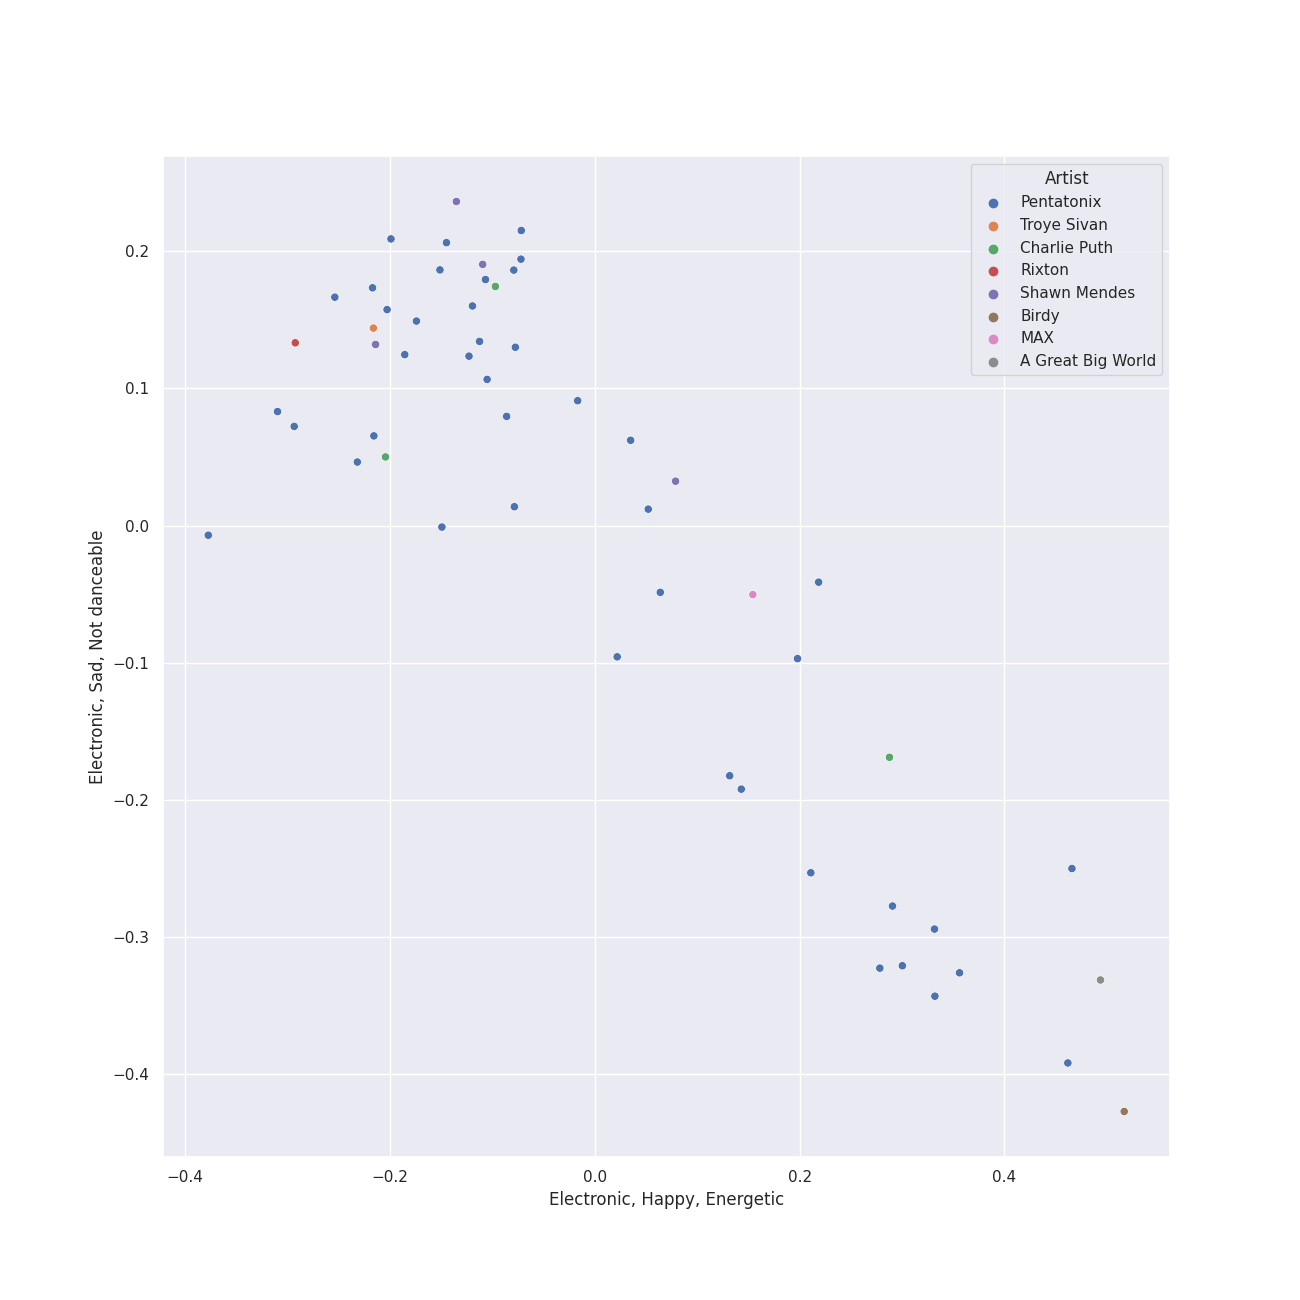 Artist
Pentatonix
Troye Sivan
Charlie Puth
Rixton
Shawn Mendes
Birdy
MAX
A Great Big World
0.2
0.1
0.0
−0.1
−0.2
−0.3
−0.4
Electronic, Sad, Not danceable
−0.4 −0.2 0.0 0.2 0.4
Electronic, Happy, Energetic